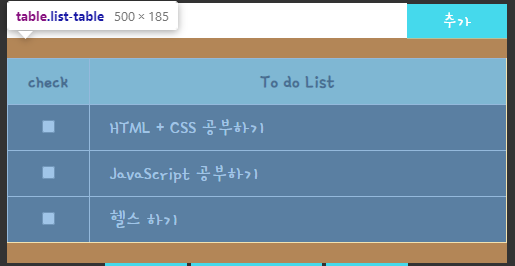 table.list-table 500 × 185
추가
check To do List
HTML + CSS 공부하기
JavaScript 공부하기
헬스 하기